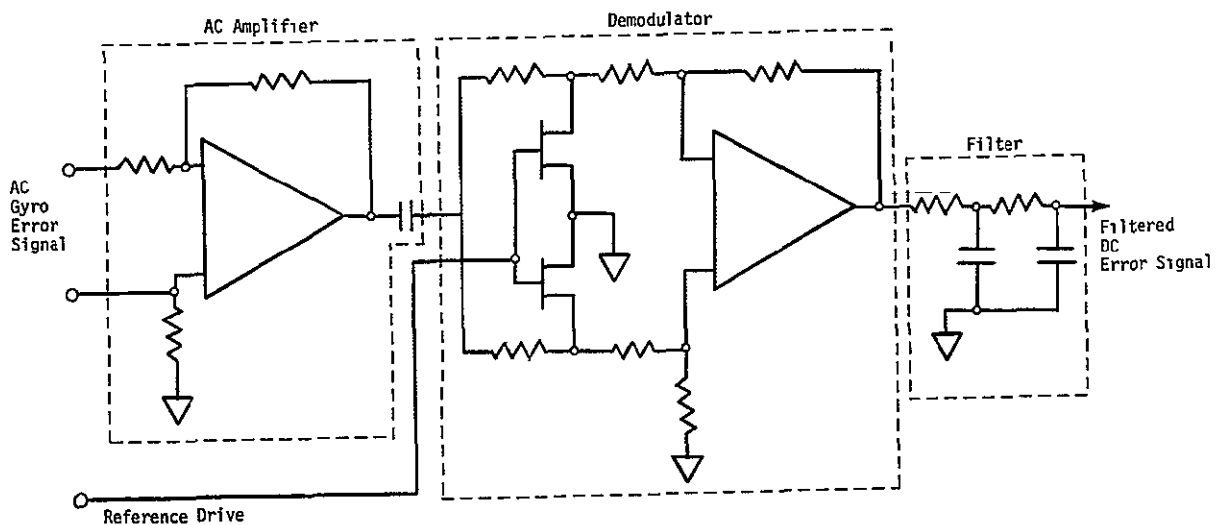 AC Amplifier
Demodulator
AC
Gyro
Error
Signal
Filter
Filtered
DC
Error Signal
Reference Drive